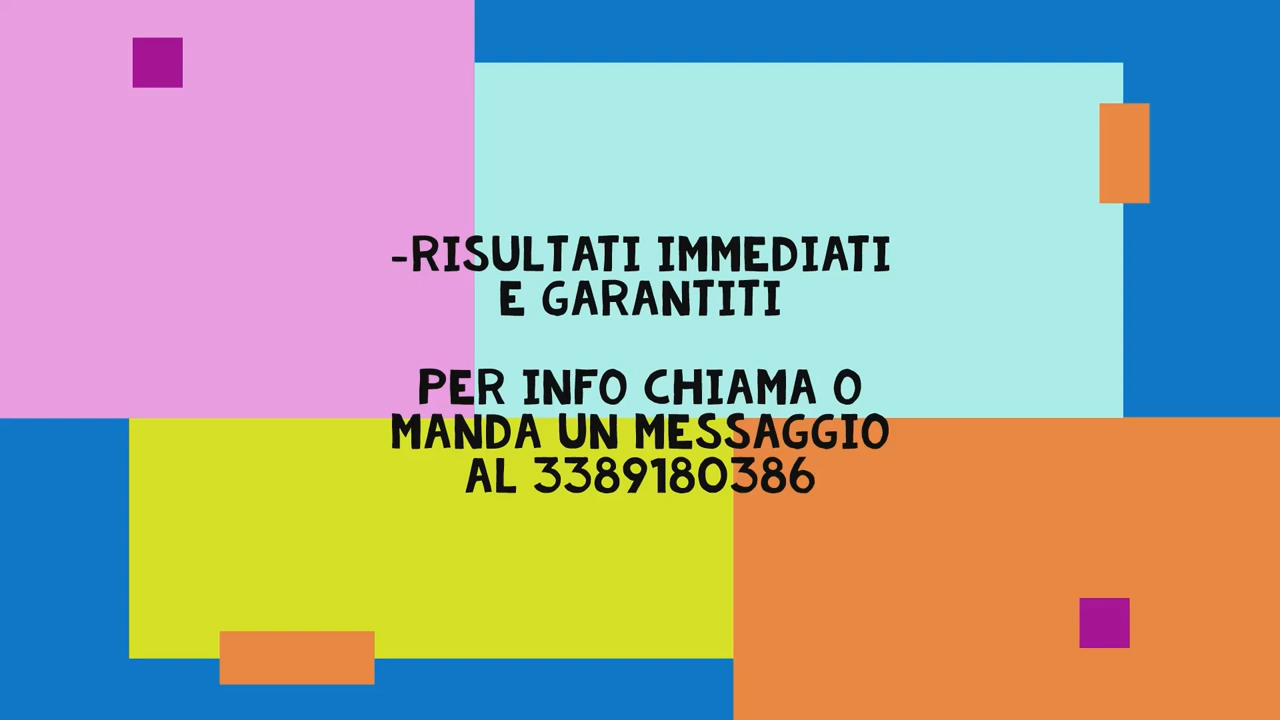 -RISULTATI IMMEDIATI
E GARANTITI
PER INFO CHIAMA O
MANDA UN MESSAGGIO
AL 3389180386